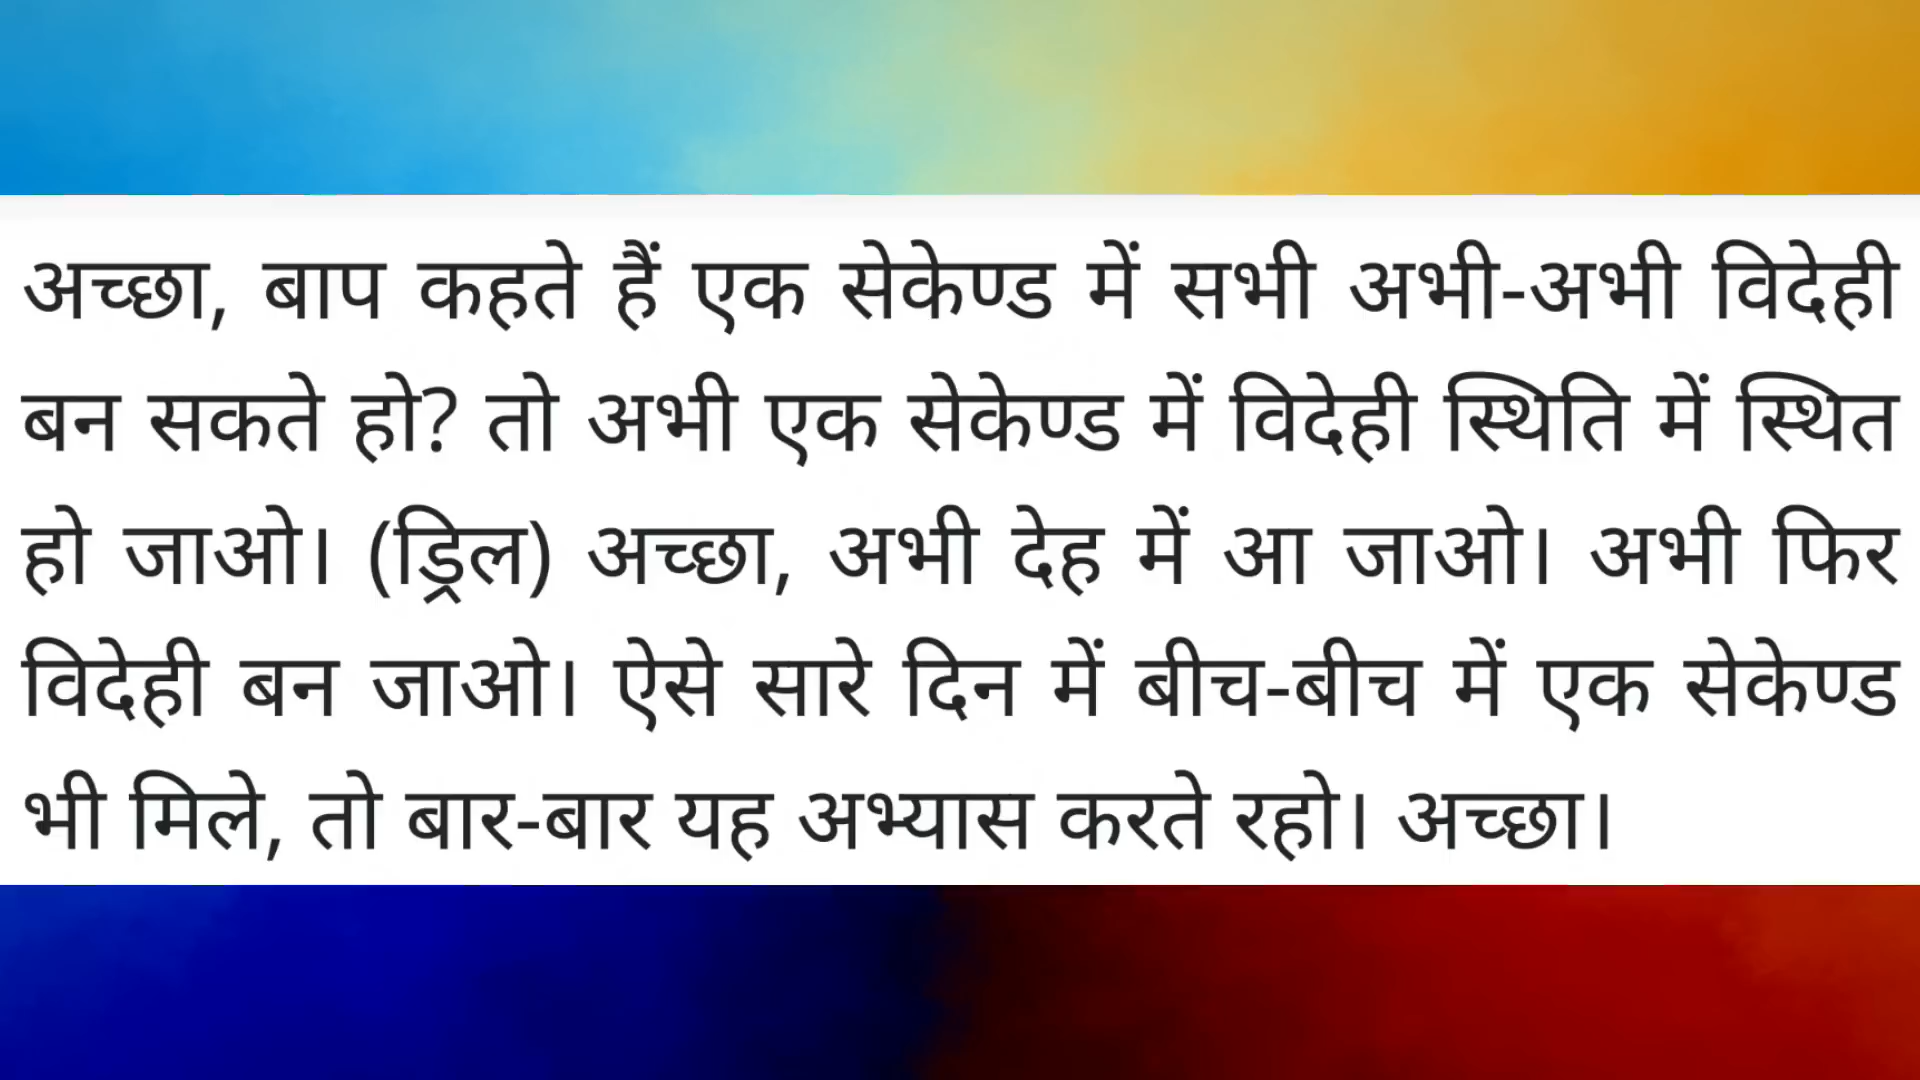 अच्छा, बाप कहते हैं एक सेकेण्ड में सभी अभी-अभी विदेही
बन सकते हो? तो अभी एक सेकेण्ड में विदेही स्थिति में स्थित
हो जाओ। (ड्रिल) अच्छा, अभी देह में आ जाओ। अभी फिर
विदेही बन जाओ। ऐसे सारे दिन में बीच-बीच में एक सेकेण्ड
भी मिले, तो बार-बार यह अभ्यास करते रहो। अच्छा।